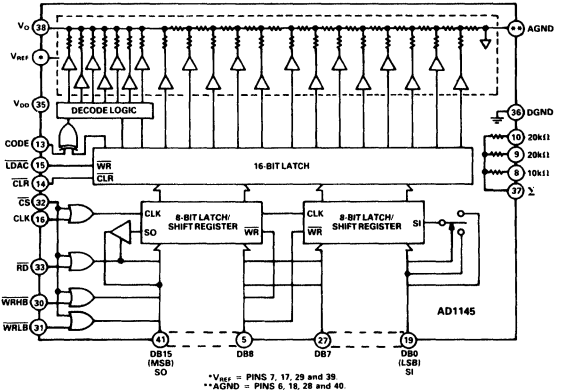 V_O 38
** AGND
V_REF *
V_DD 35
DECODE LOGIC
36 DGND
10 20kΩ
9 20kΩ
8 10kΩ
37 Σ
CODE 13
LDAC 15
WR
16-BIT LATCH
CLR 14
CLR
CS 32
CLK 16
CLK
8-BIT LATCH/
SHIFT REGISTER
SO
WR
CLK
8-BIT LATCH/
SHIFT REGISTER
SI
WR
RD 33
WRHB 30
WRLB 31
AD1145
41
5
27
19
DB15
(MSB)
SO
DB8
DB7
DB0
(LSB)
SI
*V_REF = PINS 7, 17, 29 and 39.
**AGND = PINS 6, 18, 28 and 40.